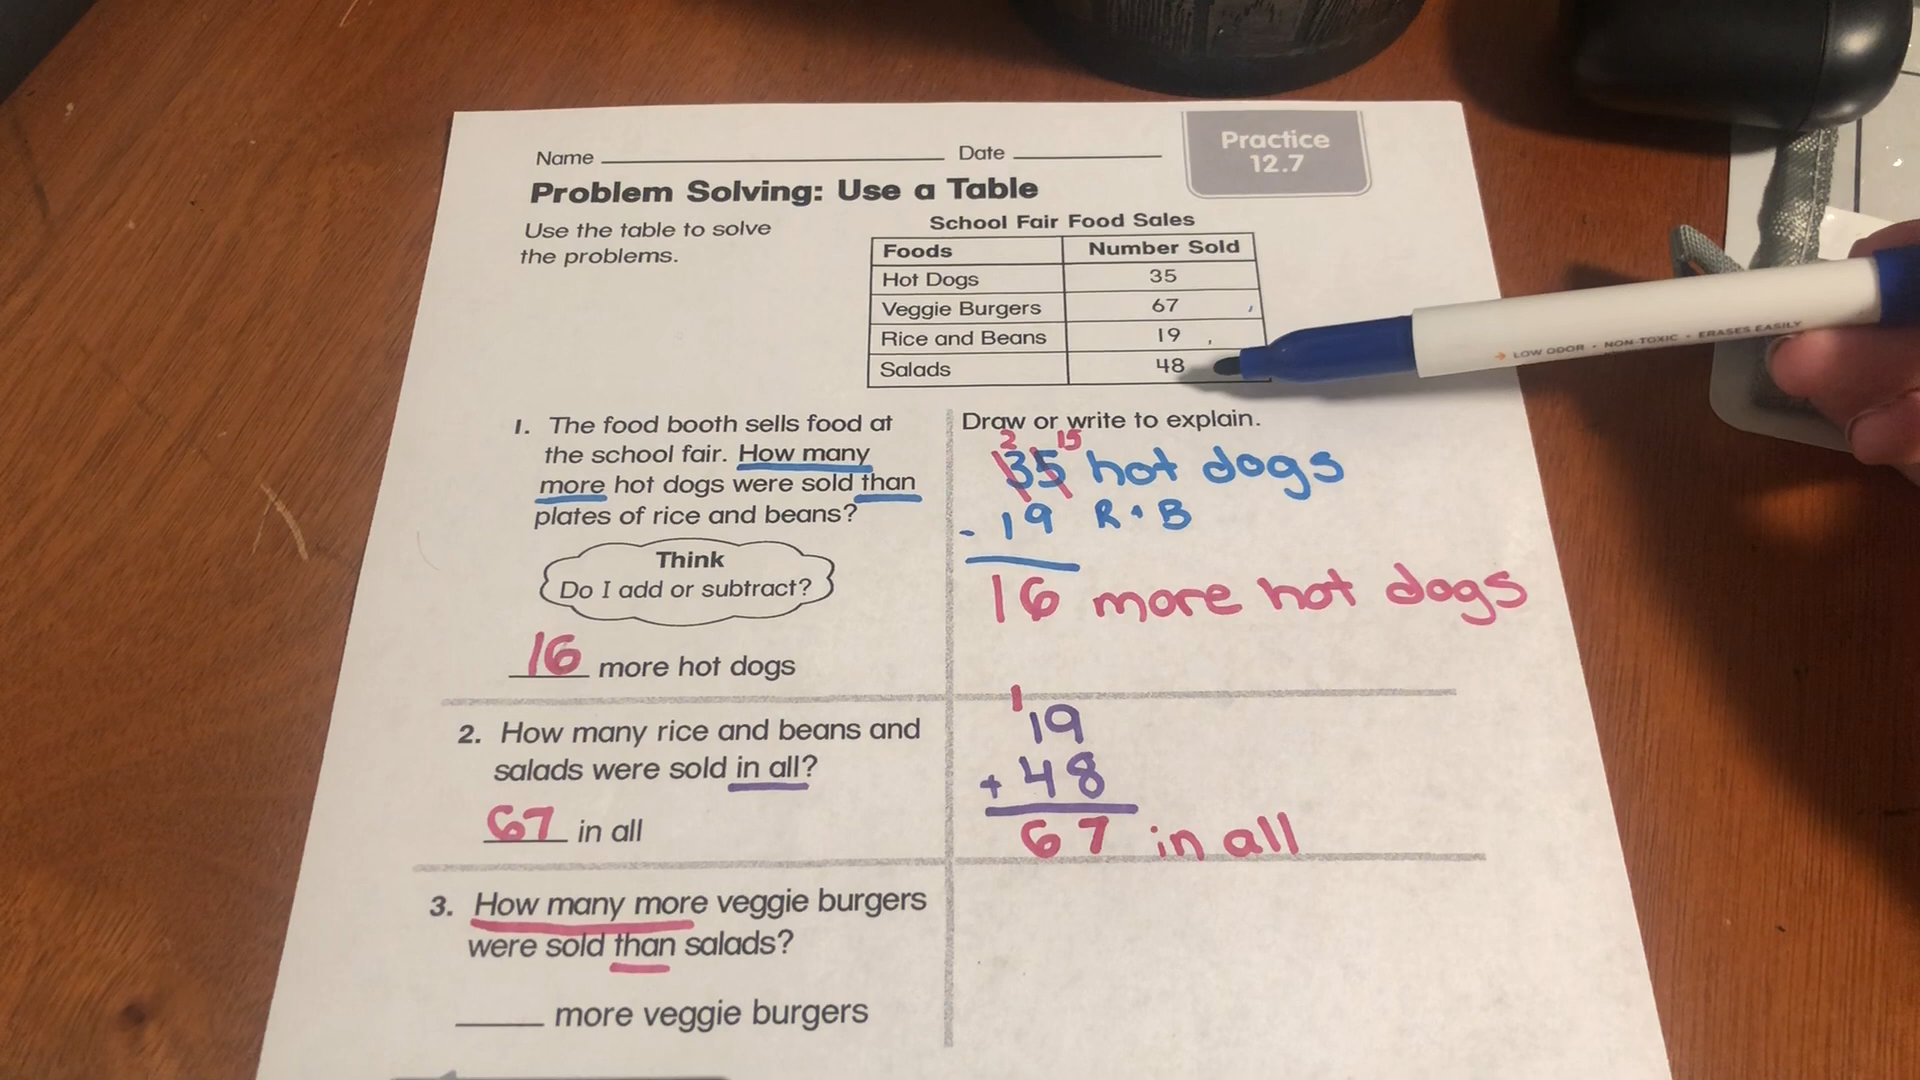 Name Date
Practice
12.7
Problem Solving: Use a Table
Use the table to solve
the problems.
School Fair Food Sales
Foods Number Sold
Hot Dogs 35
Veggie Burgers 67
Rice and Beans 19
Salads 48
1. The food booth sells food at
the school fair. How many
more hot dogs were sold than
plates of rice and beans?
Think
Do I add or subtract?
16 more hot dogs
Draw or write to explain.
2 15
35 hot dogs
- 19 R + B
16 more hot dogs
2. How many rice and beans and
salads were sold in all?
67 in all
1
19
+ 48
67 in all
3. How many more veggie burgers
were sold than salads?
more veggie burgers
LOW ODOR • NON-TOXIC • ERASES EASILY